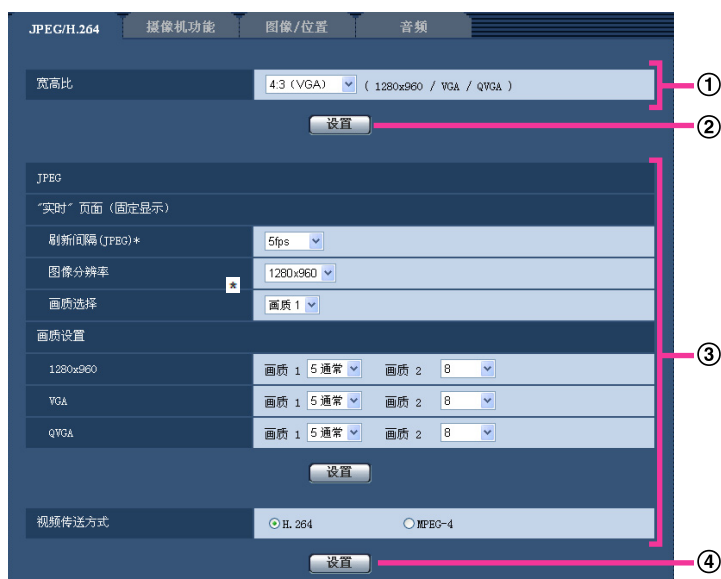 JPEG/H.264 摄像机功能 图像/位置 音频
宽高比 4:3（VGA） ( 1280x960 / VGA / QVGA ) ①
设置 ②
JPEG
"实时" 页面（固定显示）
刷新间隔(JPEG)* 5fps
图像分辨率 1280x960
*
画质选择 画质 1
画质设置 ③
1280x960 画质 1 5 通常 画质 2 8
VGA 画质 1 5 通常 画质 2 8
QVGA 画质 1 5 通常 画质 2 8
设置
视频传送方式 H.264 MPEG-4
设置 ④